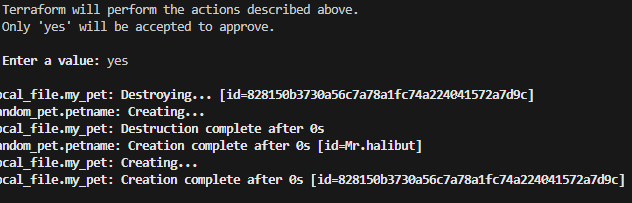 Terraform will perform the actions described above.
Only 'yes' will be accepted to approve.
Enter a value: yes
ocal_file.my_pet: Destroying... [id=828150b3730a56c7a78a1fc74a224041572a7d9c]
andom_pet.petname: Creating...
ocal_file.my_pet: Destruction complete after 0s
andom_pet.petname: Creation complete after 0s [id=Mr.halibut]
ocal_file.my_pet: Creating...
ocal_file.my_pet: Creation complete after 0s [id=828150b3730a56c7a78a1fc74a224041572a7d9c]